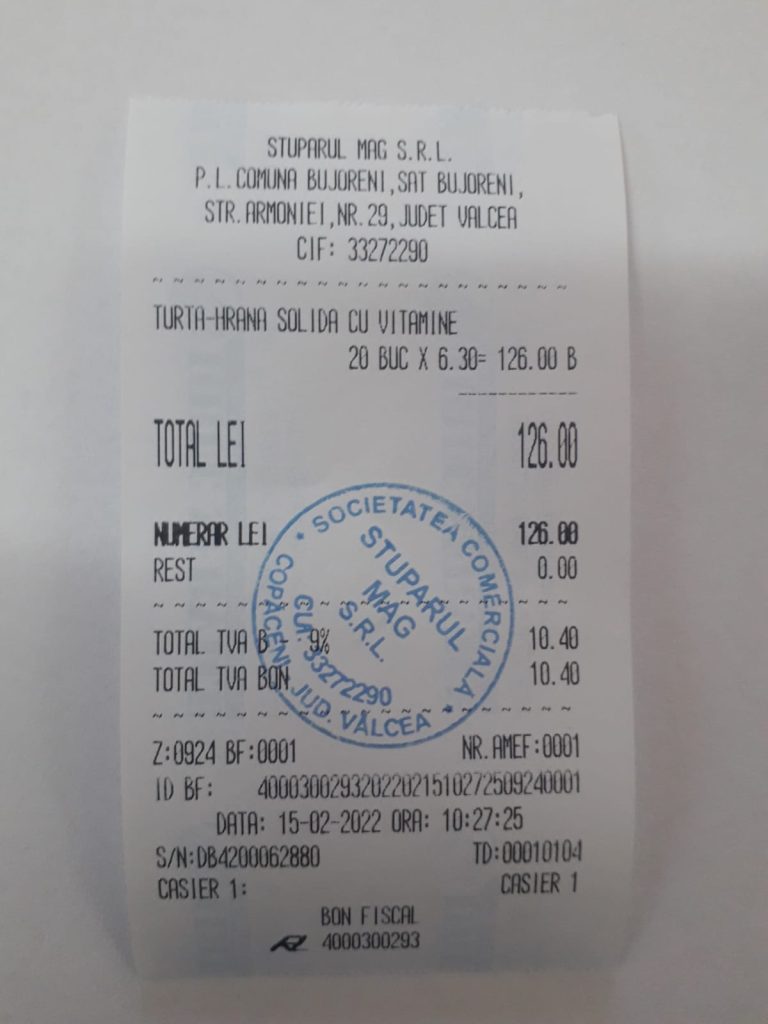 STUPARUL MAG S.R.L.
P.L.COMUNA BUJORENI,SAT BUJORENI,
STR.ARMONIEI,NR.29,JUDET VALCEA
CIF: 33272290
~ ~ ~ ~ ~ ~ ~ ~ ~ ~ ~ ~ ~ ~ ~ ~ ~ ~ ~ ~ ~ ~ ~ ~
TURTA-HRANA SOLIDA CU VITAMINE
20 BUC X 6.30= 126.00 B
------------
TOTAL LEI 126.00
NUMERAR LEI 126.00
REST 0.00
~ ~ ~ ~ ~ ~ ~ ~ ~ ~ ~ ~ ~ ~ ~ ~ ~ ~ ~ ~ ~ ~ ~ ~
TOTAL TVA B - 9% 10.40
TOTAL TVA BON 10.40
~ ~ ~ ~ ~ ~ ~ ~ ~ ~ ~ ~ ~ ~ ~ ~ ~ ~ ~ ~ ~ ~ ~ ~
* SOCIETATEA COMERCIALA *
COPĂCENI, JUD. VÂLCEA
STUPARUL
MAG
S.R.L.
CUI: 33272290
Z:0924 BF:0001 NR.AMEF:0001
ID BF: 40003002932022021510272509240001
DATA: 15-02-2022 ORA: 10:27:25
S/N:DB4200062880 TD:00010104
CASIER 1: CASIER 1
BON FISCAL
4000300293